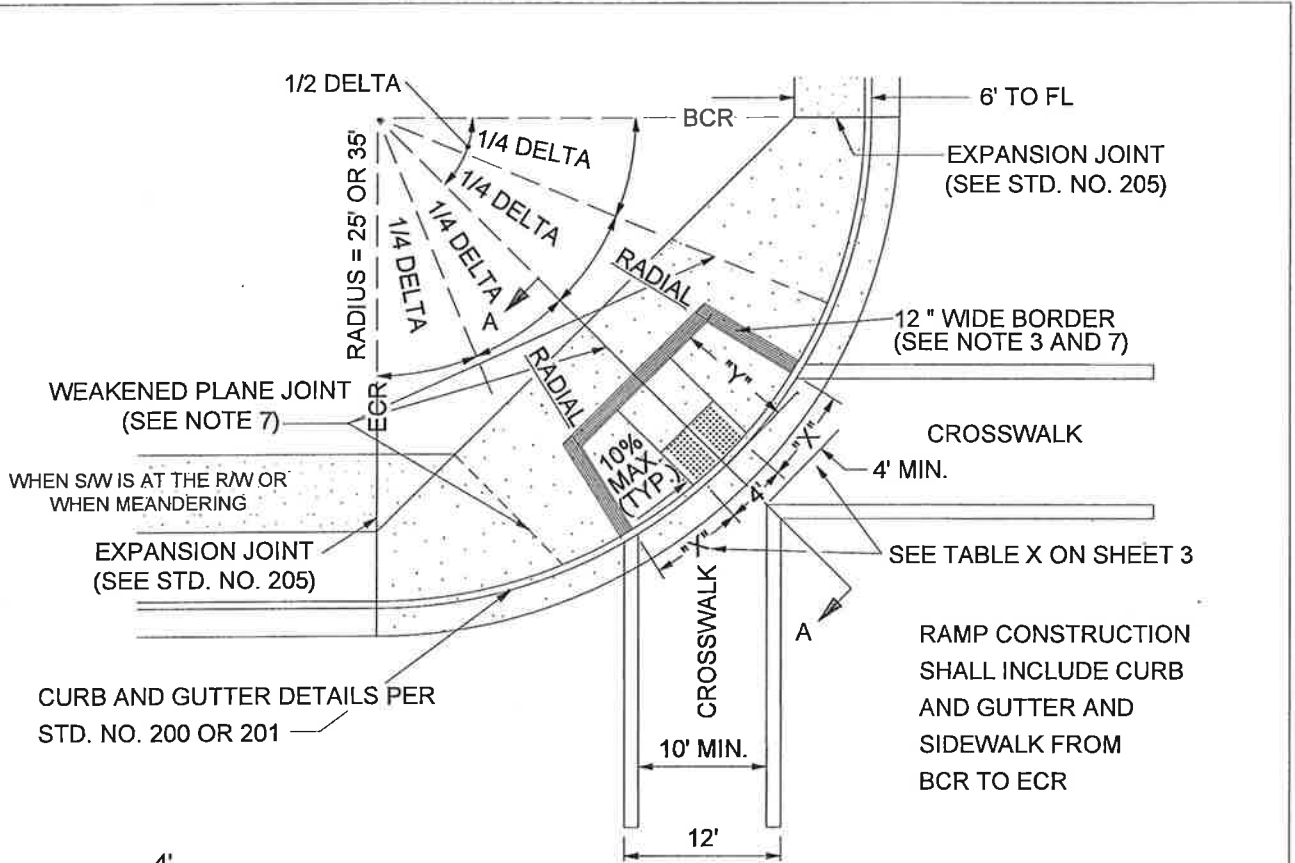 1/2 DELTA
BCR
6' TO FL
1/4 DELTA
EXPANSION JOINT
(SEE STD. NO. 205)
1/4 DELTA
1/4 DELTA
1/4 DELTA
RADIUS = 25' OR 35'
A
RADIAL
12 " WIDE BORDER
(SEE NOTE 3 AND 7)
RADIAL
"Y"
WEAKENED PLANE JOINT
(SEE NOTE 7)
ECR
10%
MAX.
(TYP.)
"X"
CROSSWALK
4' MIN.
WHEN S/W IS AT THE R/W OR
WHEN MEANDERING
4'
"X"
EXPANSION JOINT
(SEE STD. NO. 205)
SEE TABLE X ON SHEET 3
CROSSWALK
A
RAMP CONSTRUCTION
SHALL INCLUDE CURB
AND GUTTER AND
SIDEWALK FROM
BCR TO ECR
CURB AND GUTTER DETAILS PER
STD. NO. 200 OR 201
10' MIN.
12'
4'